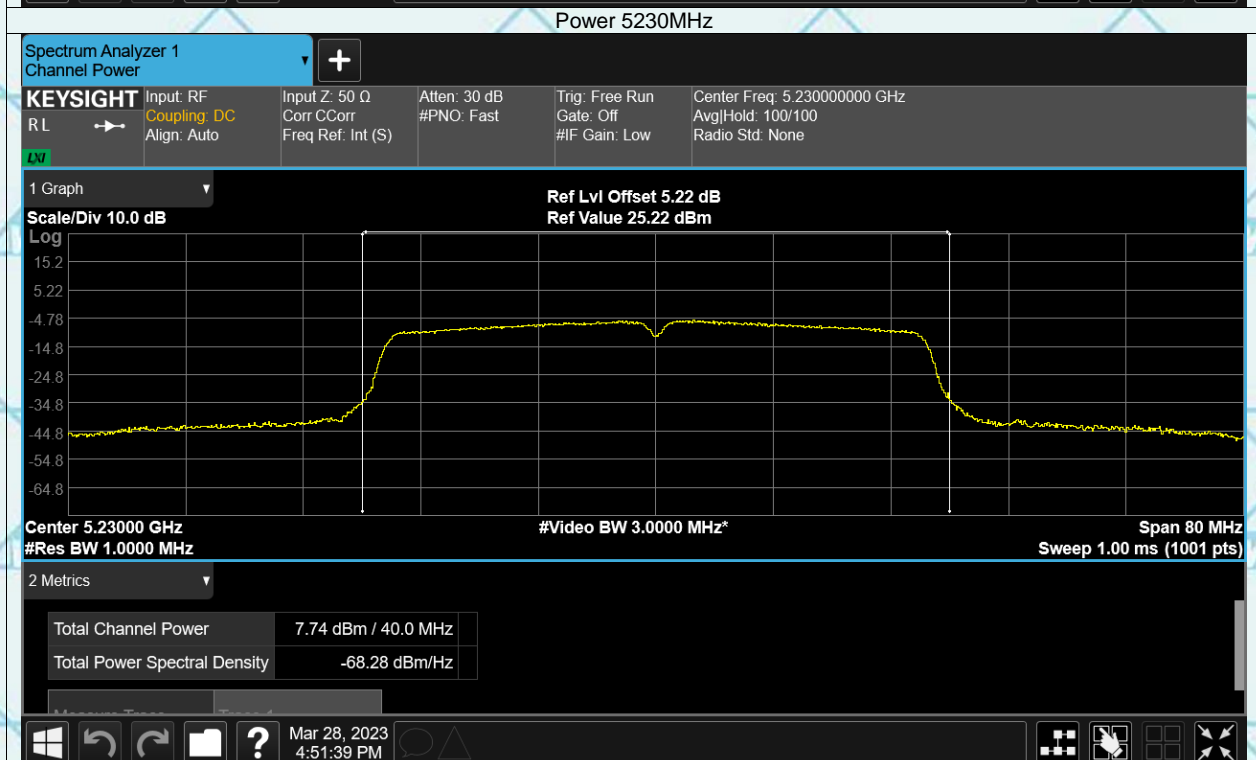 Power 5230MHz
Spectrum Analyzer 1
Channel Power
+
KEYSIGHT
R L
LXI
Input: RF
Coupling: DC
Align: Auto
Input Z: 50 Ω
Corr CCorr
Freq Ref: Int (S)
Atten: 30 dB
#PNO: Fast
Trig: Free Run
Gate: Off
#IF Gain: Low
Center Freq: 5.230000000 GHz
Avg|Hold: 100/100
Radio Std: None
1 Graph
Scale/Div 10.0 dB
Ref Lvl Offset 5.22 dB
Ref Value 25.22 dBm
Log
15.2
5.22
-4.78
-14.8
-24.8
-34.8
-44.8
-54.8
-64.8
Center 5.23000 GHz
#Res BW 1.0000 MHz
#Video BW 3.0000 MHz*
Span 80 MHz
Sweep 1.00 ms (1001 pts)
2 Metrics
Total Channel Power 7.74 dBm / 40.0 MHz
Total Power Spectral Density -68.28 dBm/Hz
?
Mar 28, 2023
4:51:39 PM